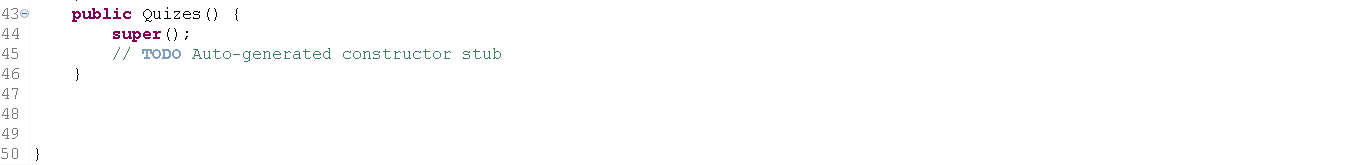 43 public Quizes() {
44 super();
45 // TODO Auto-generated constructor stub
46 }
47
48
49
50 }